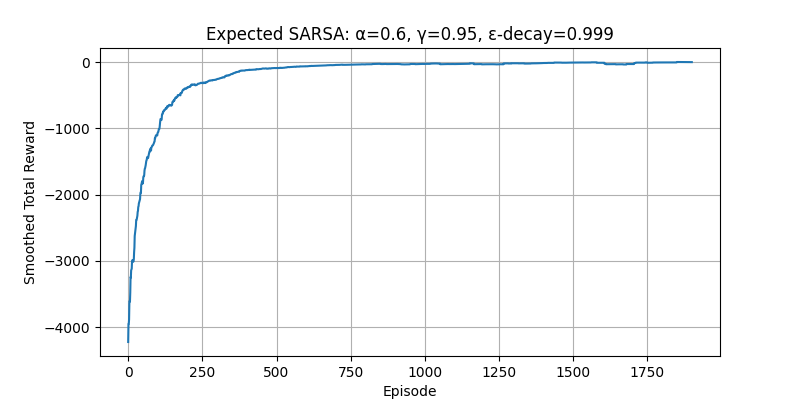 Expected SARSA: α=0.6, γ=0.95, ε-decay=0.999
0
−1000
−2000
−3000
−4000
Smoothed Total Reward
0 250 500 750 1000 1250 1500 1750
Episode